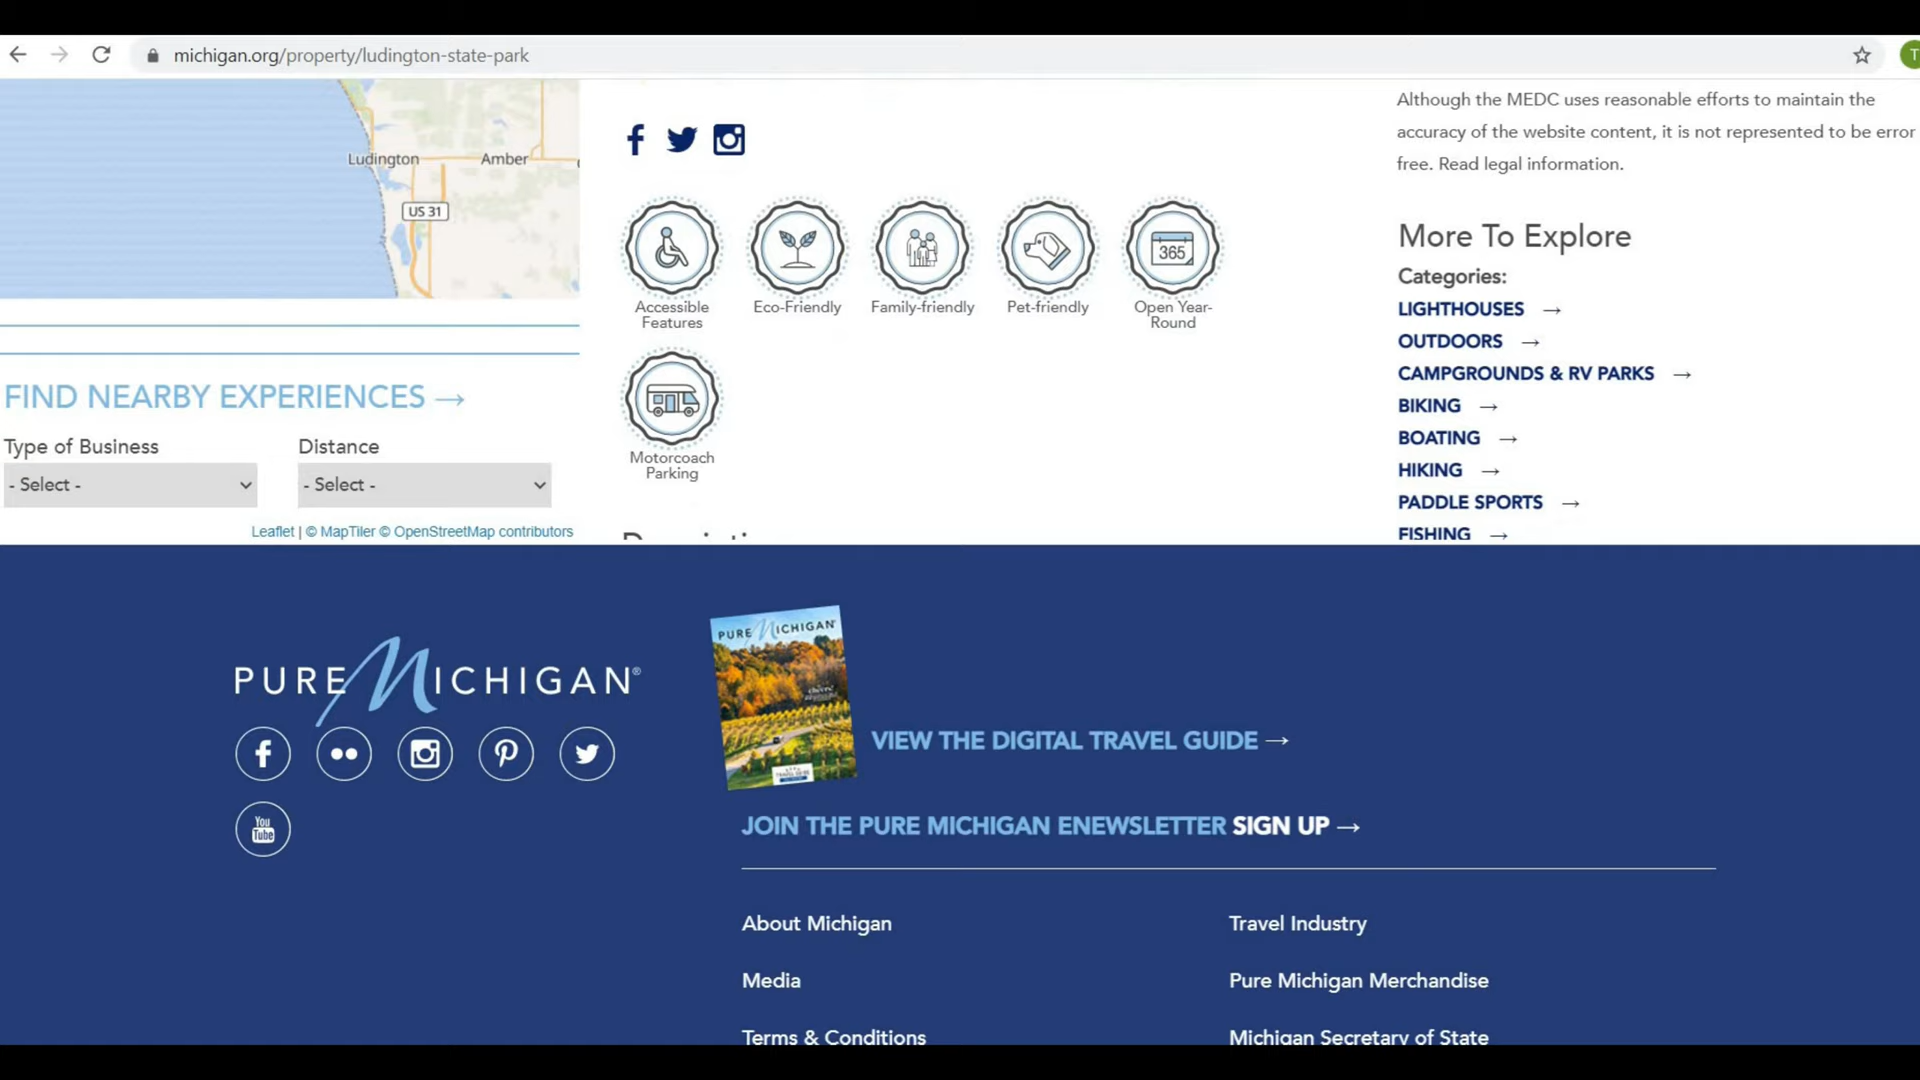 michigan.org/property/ludington-state-park
T
Ludington
Amber
US 31
FIND NEARBY EXPERIENCES →
Type of Business
Distance
- Select -
- Select -
Leaflet | © MapTiler © OpenStreetMap contributors
365
Accessible
Features
Eco-Friendly
Family-friendly
Pet-friendly
Open Year-
Round
Motorcoach
Parking
Although the MEDC uses reasonable efforts to maintain the
accuracy of the website content, it is not represented to be error
free. Read legal information.
More To Explore
Categories:
LIGHTHOUSES →
OUTDOORS →
CAMPGROUNDS & RV PARKS →
BIKING →
BOATING →
HIKING →
PADDLE SPORTS →
FISHING →
PURE MICHIGAN®
You
Tube
PURE MICHIGAN
VIEW THE DIGITAL TRAVEL GUIDE →
JOIN THE PURE MICHIGAN ENEWSLETTER SIGN UP →
About Michigan
Travel Industry
Media
Pure Michigan Merchandise
Terms & Conditions
Michigan Secretary of State